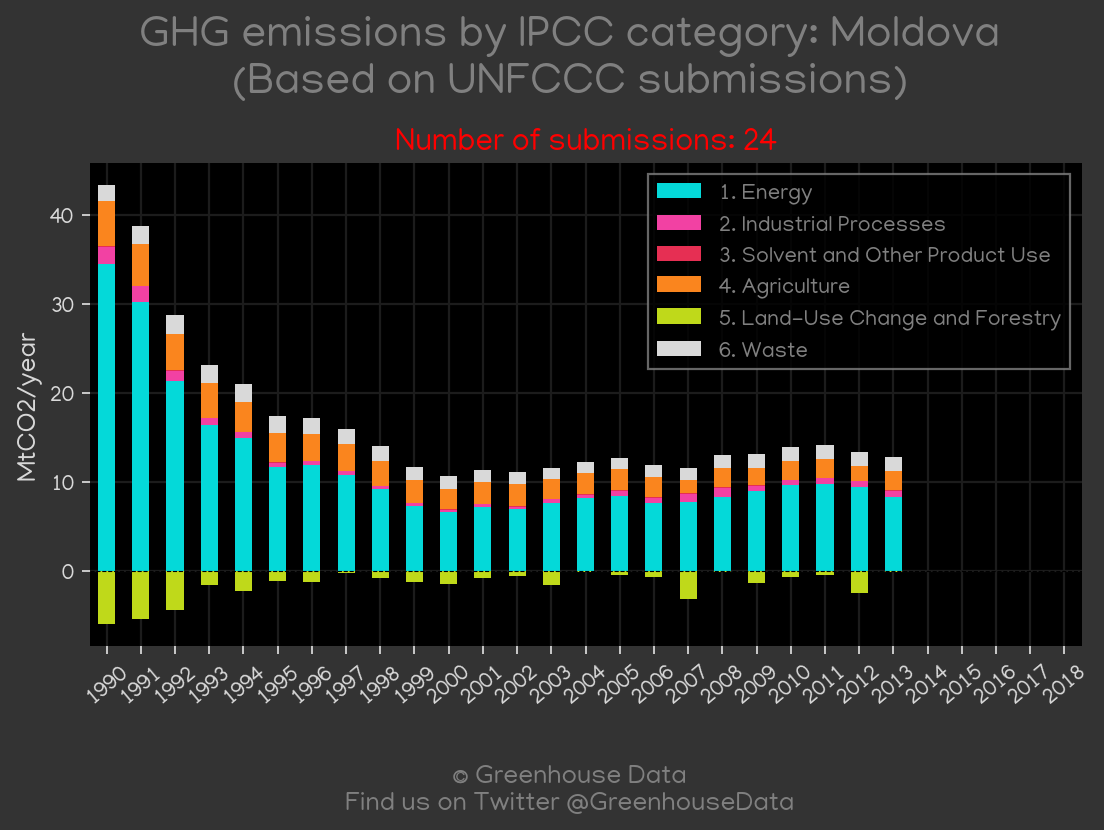 GHG emissions by IPCC category: Moldova
(Based on UNFCCC submissions)
Number of submissions: 24
1. Energy
2. Industrial Processes
3. Solvent and Other Product Use
4. Agriculture
5. Land-Use Change and Forestry
6. Waste
MtCO2/year
40
30
20
10
0
1990 1991 1992 1993 1994 1995 1996 1997 1998 1999 2000 2001 2002 2003 2004 2005 2006 2007 2008 2009 2010 2011 2012 2013 2014 2015 2016 2017 2018
© Greenhouse Data
Find us on Twitter @GreenhouseData